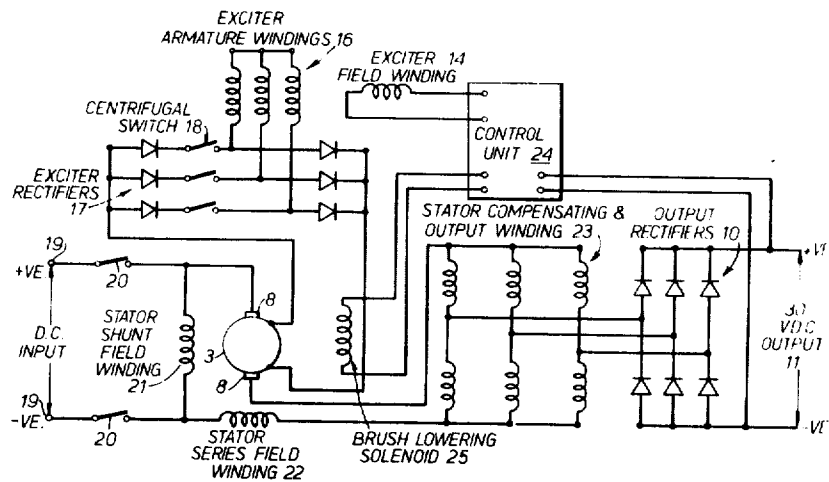 EXCITER
ARMATURE WINDINGS 16
EXCITER 14
FIELD WINDING
CENTRIFUGAL
SWITCH 18
CONTROL
UNIT 24
EXCITER
RECTIFIERS
17
STATOR COMPENSATING &
OUTPUT WINDING 23
OUTPUT
RECTIFIERS 10
19
+VE.
20
8
+VE
STATOR
SHUNT
FIELD
WINDING
21
D.C.
INPUT
3
8
30
V.D.C
OUTPUT
11
19
-VE.
20
STATOR
SERIES FIELD
WINDING 22
BRUSH LOWERING
SOLENOID 25
-VE